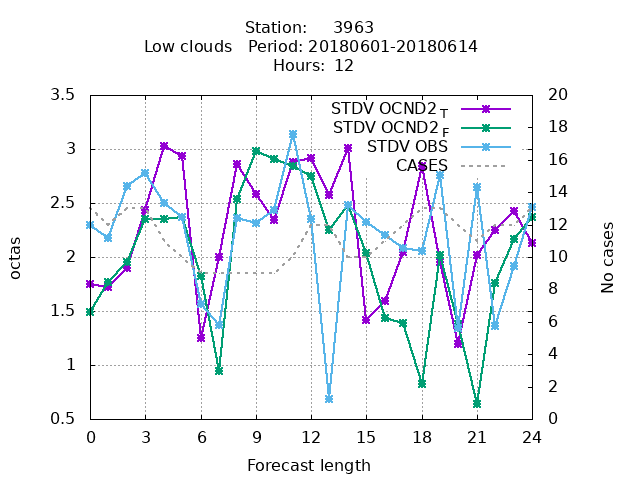 Station:     3963
Low clouds   Period: 20180601-20180614
Hours:  12
3.5
3
2.5
2
1.5
1
0.5
20
18
16
14
12
10
8
6
4
2
0
octas
No cases
STDV OCND2 T
STDV OCND2 F
STDV OBS
CASES
0 3 6 9 12 15 18 21 24
Forecast length